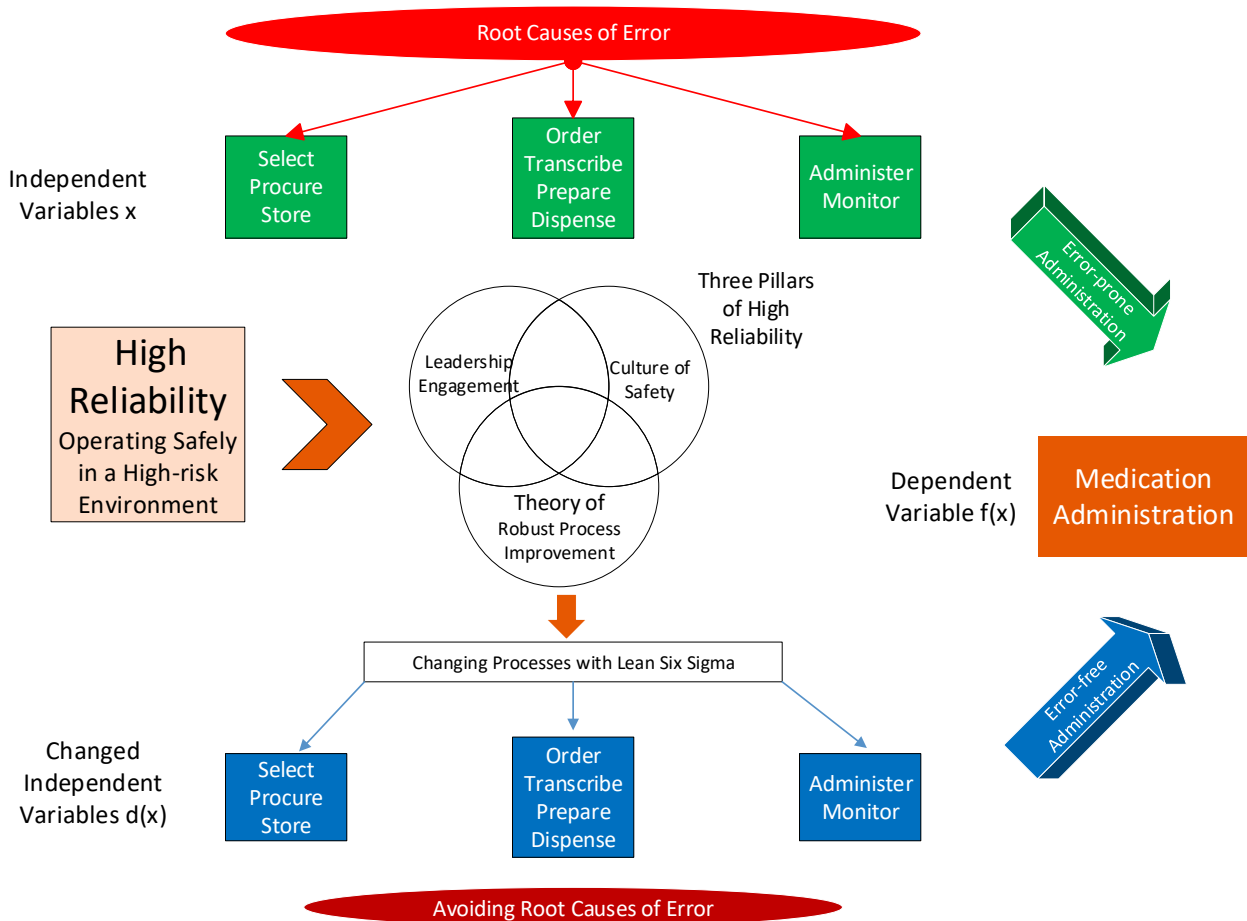 Root Causes of Error
Independent
Variables x
Select
Procure
Store
Order
Transcribe
Prepare
Dispense
Administer
Monitor
Error-prone
Administration
Three Pillars
of High
Reliability
High
Reliability
Operating Safely
in a High-risk
Environment
Leadership
Engagement
Culture of
Safety
Theory of
Robust Process
Improvement
Dependent
Variable f(x)
Medication
Administration
Changing Processes with Lean Six Sigma
Error-free
Administration
Changed
Independent
Variables d(x)
Select
Procure
Store
Order
Transcribe
Prepare
Dispense
Administer
Monitor
Avoiding Root Causes of Error